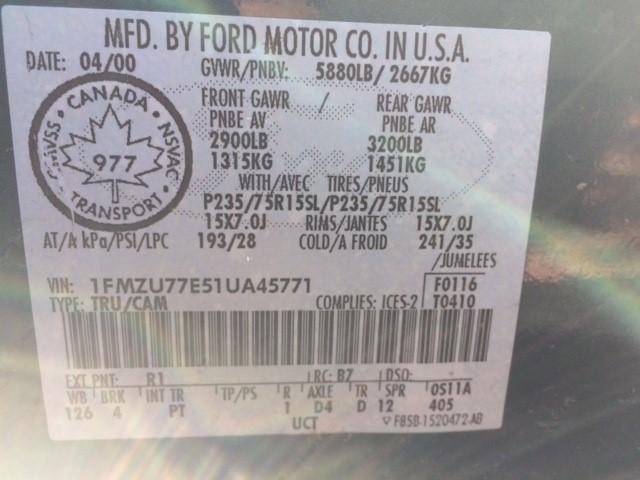 MFD. BY FORD MOTOR CO. IN U.S.A.
DATE: 04/00 GVWR/PNBV: 5880LB/ 2667KG
FRONT GAWR / REAR GAWR
PNBE AV PNBE AR
2900LB 3200LB
1315KG 1451KG
CANADA
NSVAC
977
TRANSPORT
WITH/AVEC TIRES/PNEUS
P235/75R15SL/P235/75R15SL
15X7.0J RIMS/JANTES 15X7.0J
AT/A kPa/PSI/LPC 193/28 COLD/A FROID 241/35
/JUMELEES
VIN: 1FMZU77E51UA45771 F0116
TYPE: TRU/CAM COMPLIES: ICES-2 T0410
EXT PNT: R1 RC: B7 DSO:
WB BRK INT TR TP/PS R AXLE TR SPR 0S11A
126 4 PT 1 D4 D 12 405
UCT F85B-1520472-AB